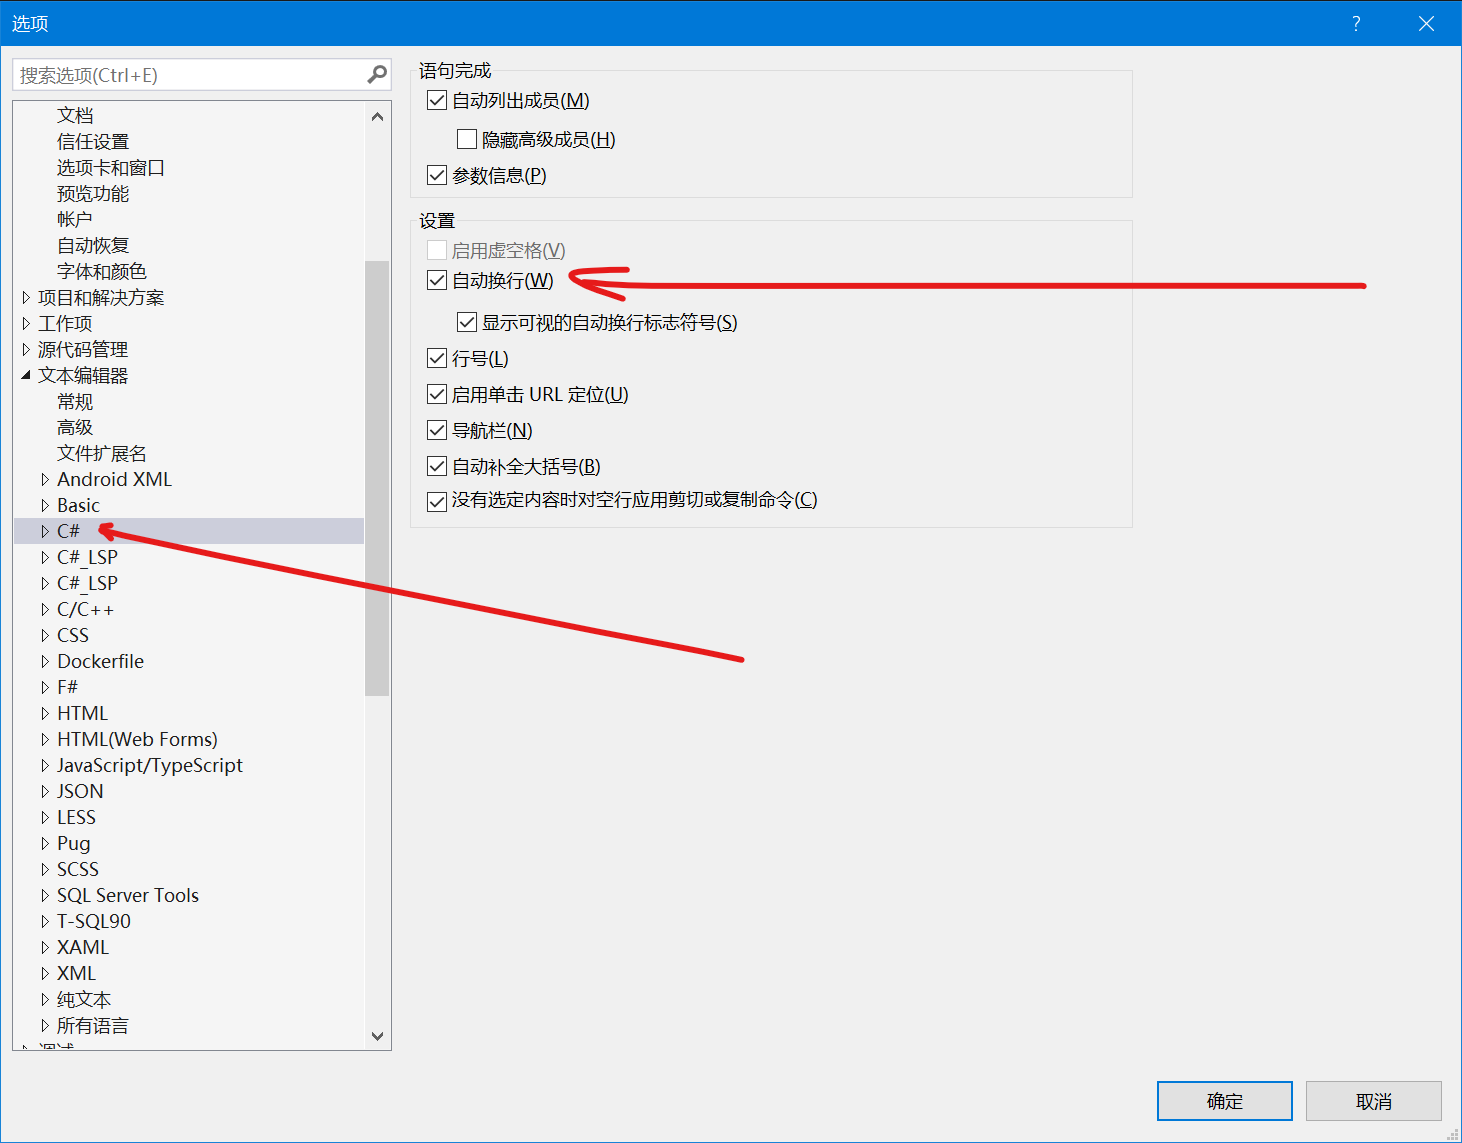 选项
?
搜索选项(Ctrl+E)
文档
信任设置
选项卡和窗口
预览功能
帐户
自动恢复
字体和颜色
项目和解决方案
工作项
源代码管理
文本编辑器
常规
高级
文件扩展名
Android XML
Basic
C#
C#_LSP
C#_LSP
C/C++
CSS
Dockerfile
F#
HTML
HTML(Web Forms)
JavaScript/TypeScript
JSON
LESS
Pug
SCSS
SQL Server Tools
T-SQL90
XAML
XML
纯文本
所有语言
调试
语句完成
自动列出成员(M)
隐藏高级成员(H)
参数信息(P)
设置
启用虚空格(V)
自动换行(W)
显示可视的自动换行标志符号(S)
行号(L)
启用单击 URL 定位(U)
导航栏(N)
自动补全大括号(B)
没有选定内容时对空行应用剪切或复制命令(C)
确定
取消